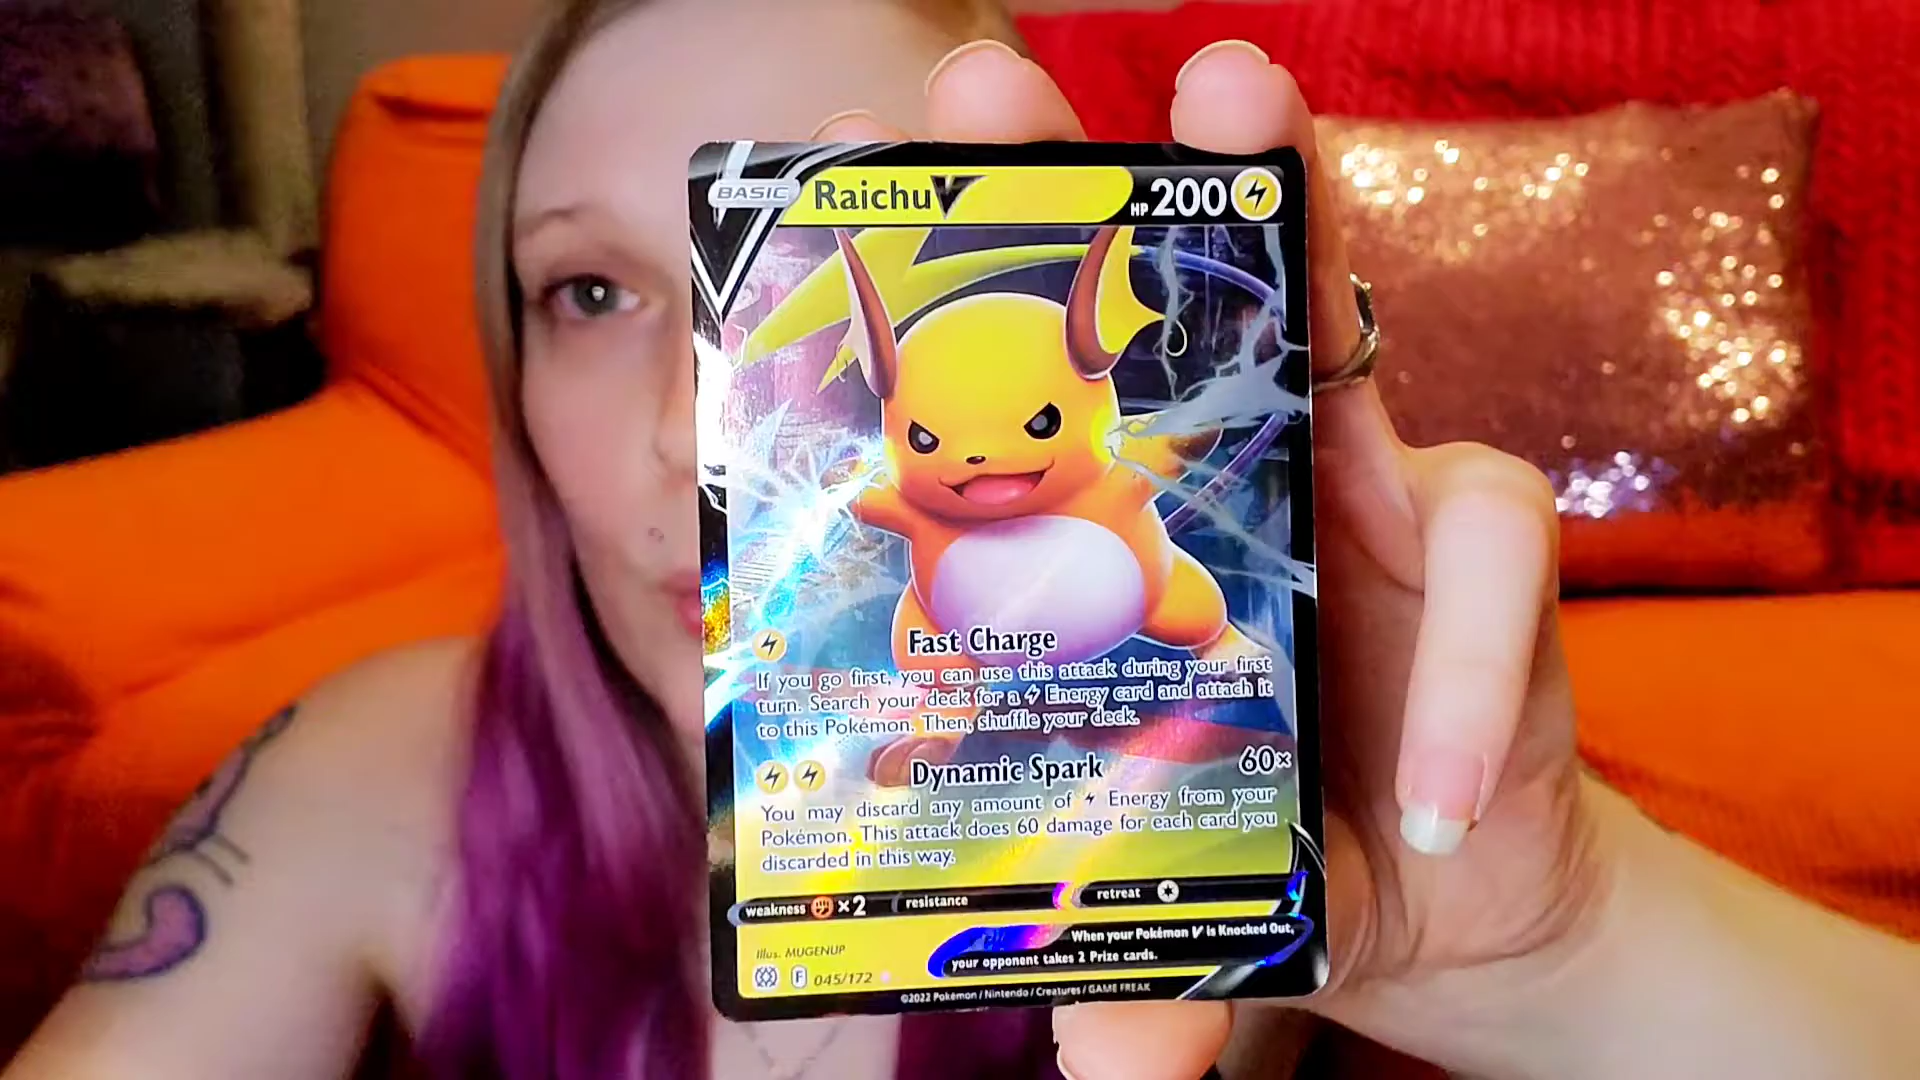 BASIC
Raichu V
HP 200
Fast Charge
If you go first, you can use this attack during your first
turn. Search your deck for a Energy card and attach it
to this Pokémon. Then, shuffle your deck.
Dynamic Spark 60×
You may discard any amount of Energy from your
Pokémon. This attack does 60 damage for each card you
discarded in this way.
weakness ×2 resistance retreat
When your Pokémon V is Knocked Out,
your opponent takes 2 Prize cards.
Illus. MUGENUP
F 045/172
©2022 Pokémon / Nintendo / Creatures / GAME FREAK